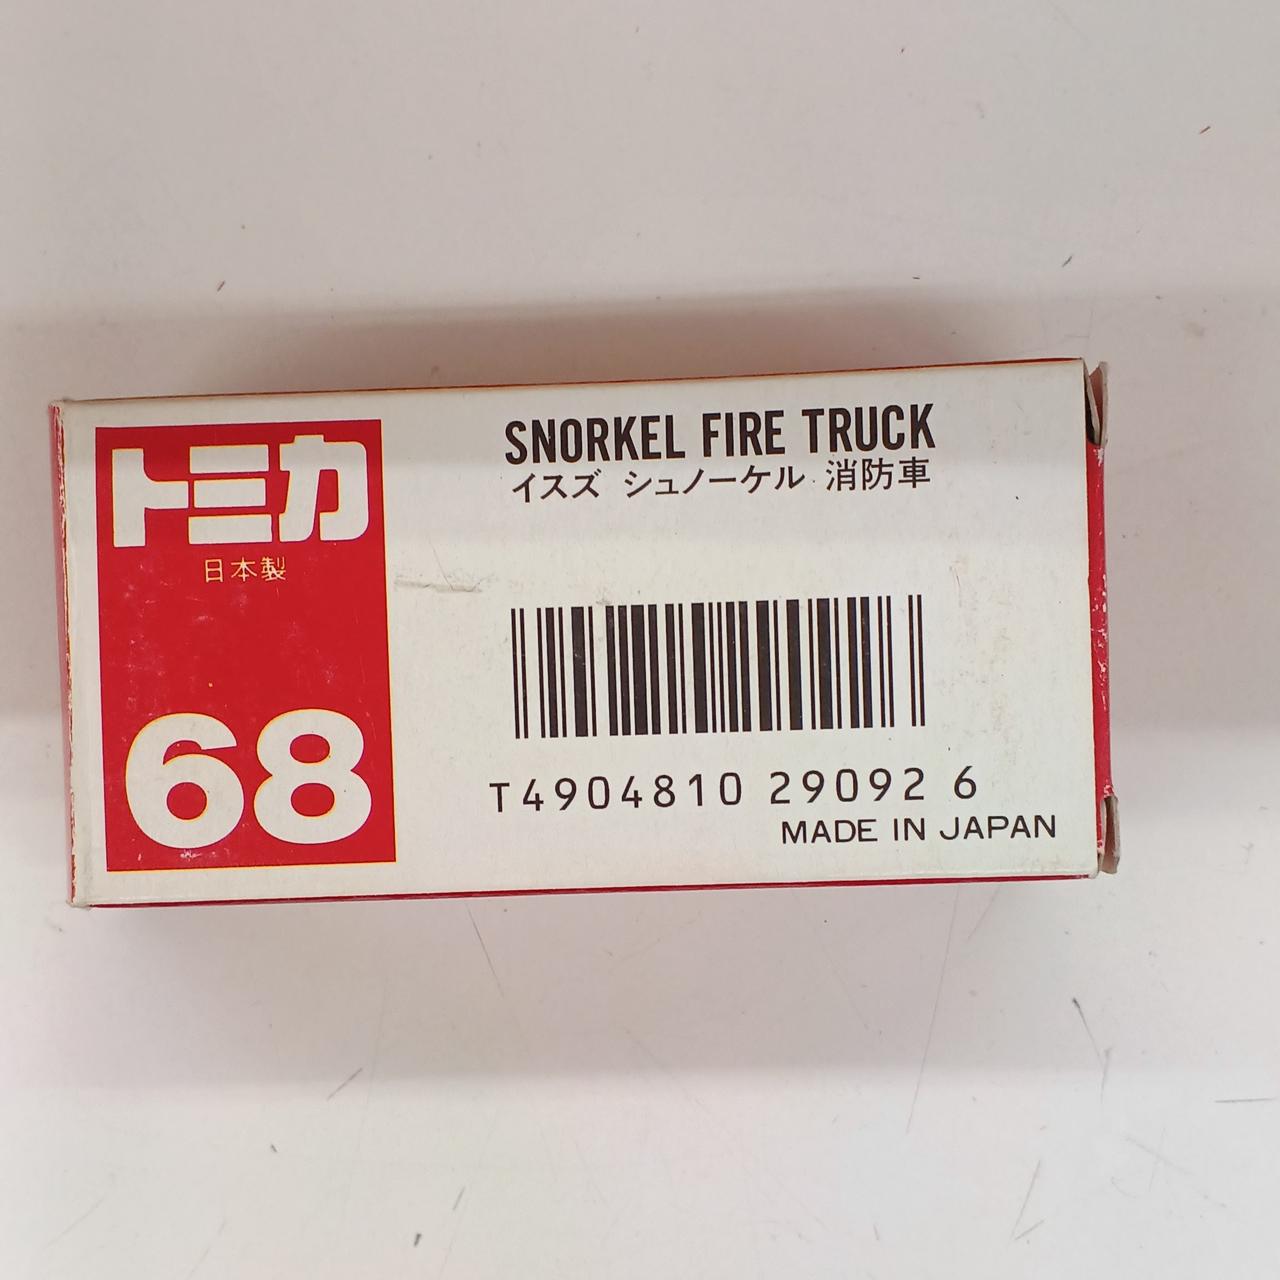 トミカ
日本製
68
SNORKEL FIRE TRUCK
イスズ シュノーケル 消防車
T4904810 29092 6
MADE IN JAPAN